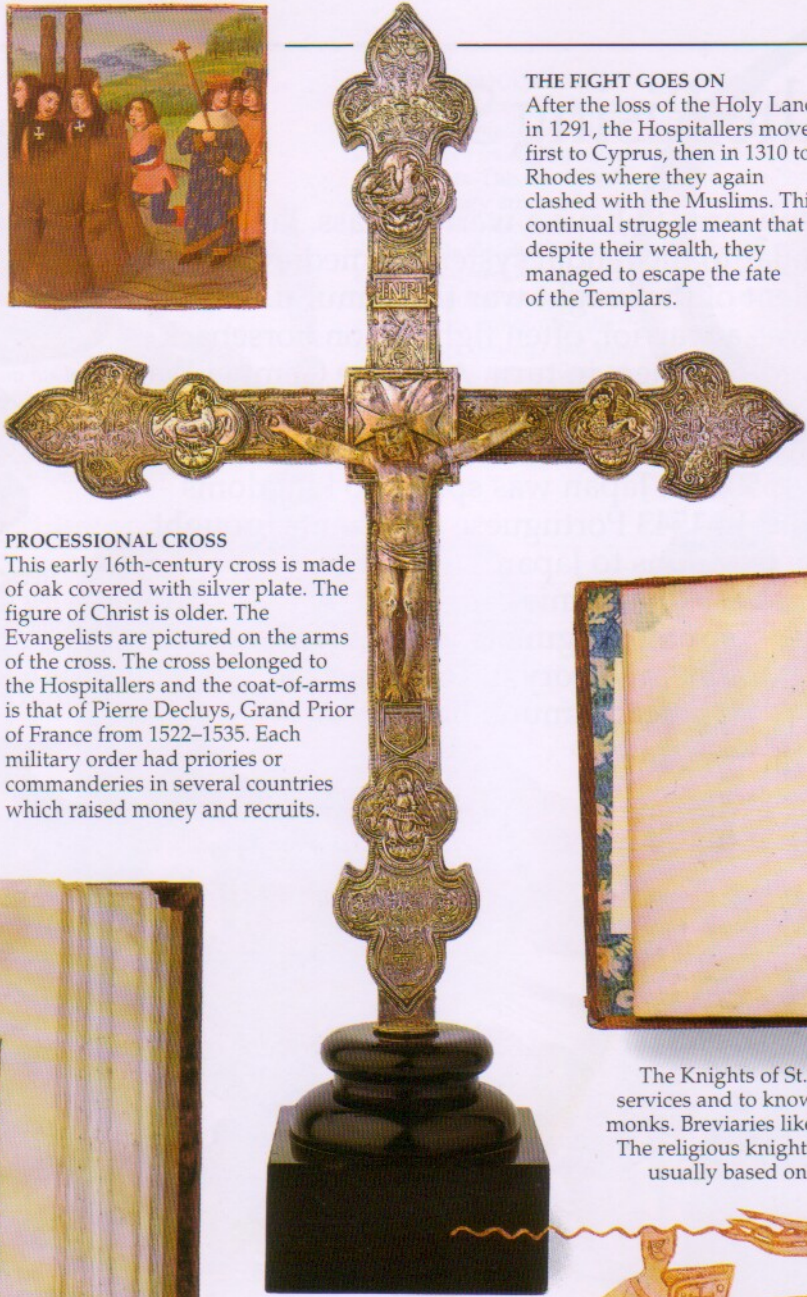 THE FIGHT GOES ON
After the loss of the Holy Land
in 1291, the Hospitallers move
first to Cyprus, then in 1310 to
Rhodes where they again
clashed with the Muslims. Thi
continual struggle meant that
despite their wealth, they
managed to escape the fate
of the Templars.
INRI
PROCESSIONAL CROSS
This early 16th-century cross is made
of oak covered with silver plate. The
figure of Christ is older. The
Evangelists are pictured on the arms
of the cross. The cross belonged to
the Hospitallers and the coat-of-arms
is that of Pierre Decluys, Grand Prior
of France from 1522–1535. Each
military order had priories or
commanderies in several countries
which raised money and recruits.
The Knights of St.
services and to know
monks. Breviaries like
The religious knight
usually based on